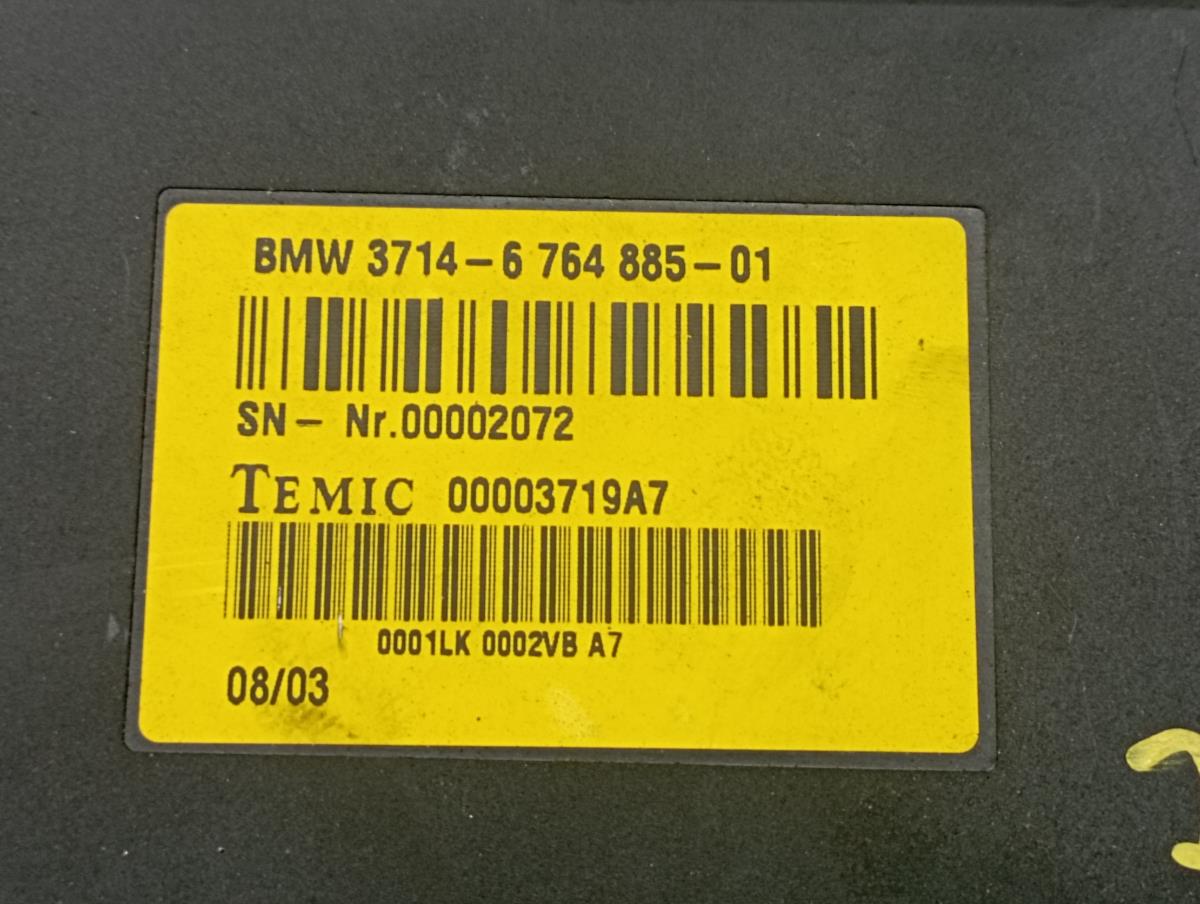 BMW 3714-6 764 885-01
SN- Nr.00002072
TEMIC 00003719A7
0001LK 0002VB A7
08/03